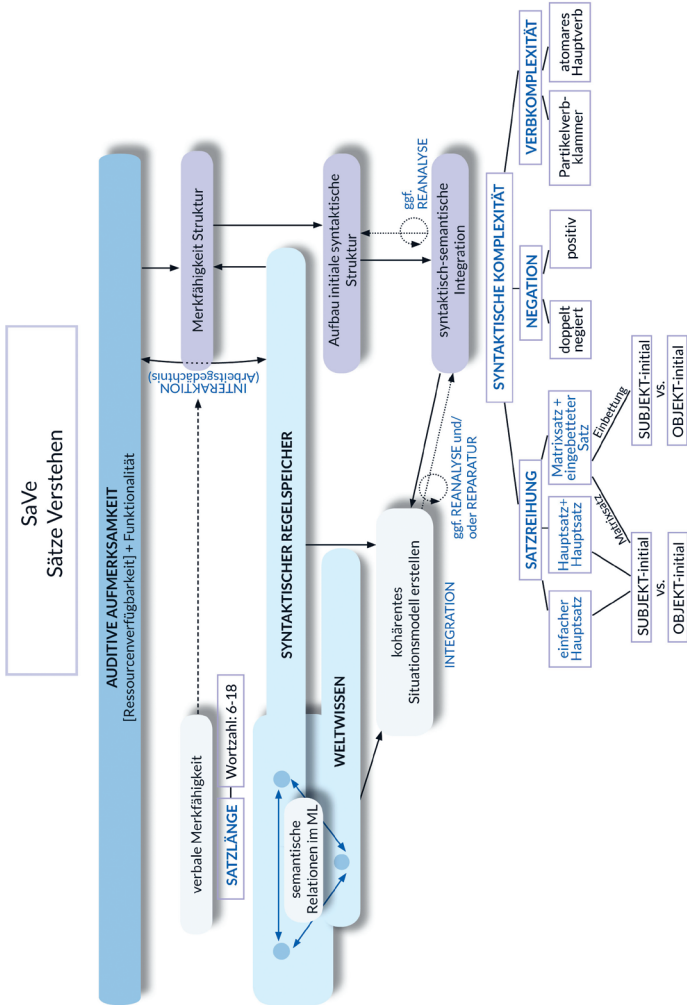 SaVe
Sätze Verstehen
AUDITIVE AUFMERKSAMKEIT
[Ressourcenverfügbarkeit] + Funktionalität
verbale Merkfähigkeit
SATZLÄNGE
Wortzahl: 6-18
INTERAKTION
(Arbeitsgedächtnis)
Merkfähigkeit Struktur
SYNTAKTISCHER REGELSPEICHER
semantische
Relationen im ML
WELTWISSEN
Aufbau initiale syntaktische
Struktur
ggf.
REANALYSE
kohärentes
Situationsmodell erstellen
INTEGRATION
ggf. REANALYSE und/
oder REPARATUR
syntaktisch-semantische
Integration
SYNTAKTISCHE KOMPLEXITÄT
SATZREIHUNG
NEGATION
VERBKOMPLEXITÄT
einfacher
Hauptsatz
Hauptsatz+
Hauptsatz
Matrixsatz +
eingebetteter
Satz
doppelt
negiert
positiv
Partikelverb-
klammer
atomares
Hauptverb
Matrixsatz
Einbettung
SUBJEKT-initial
vs.
OBJEKT-initial
SUBJEKT-initial
vs.
OBJEKT-initial